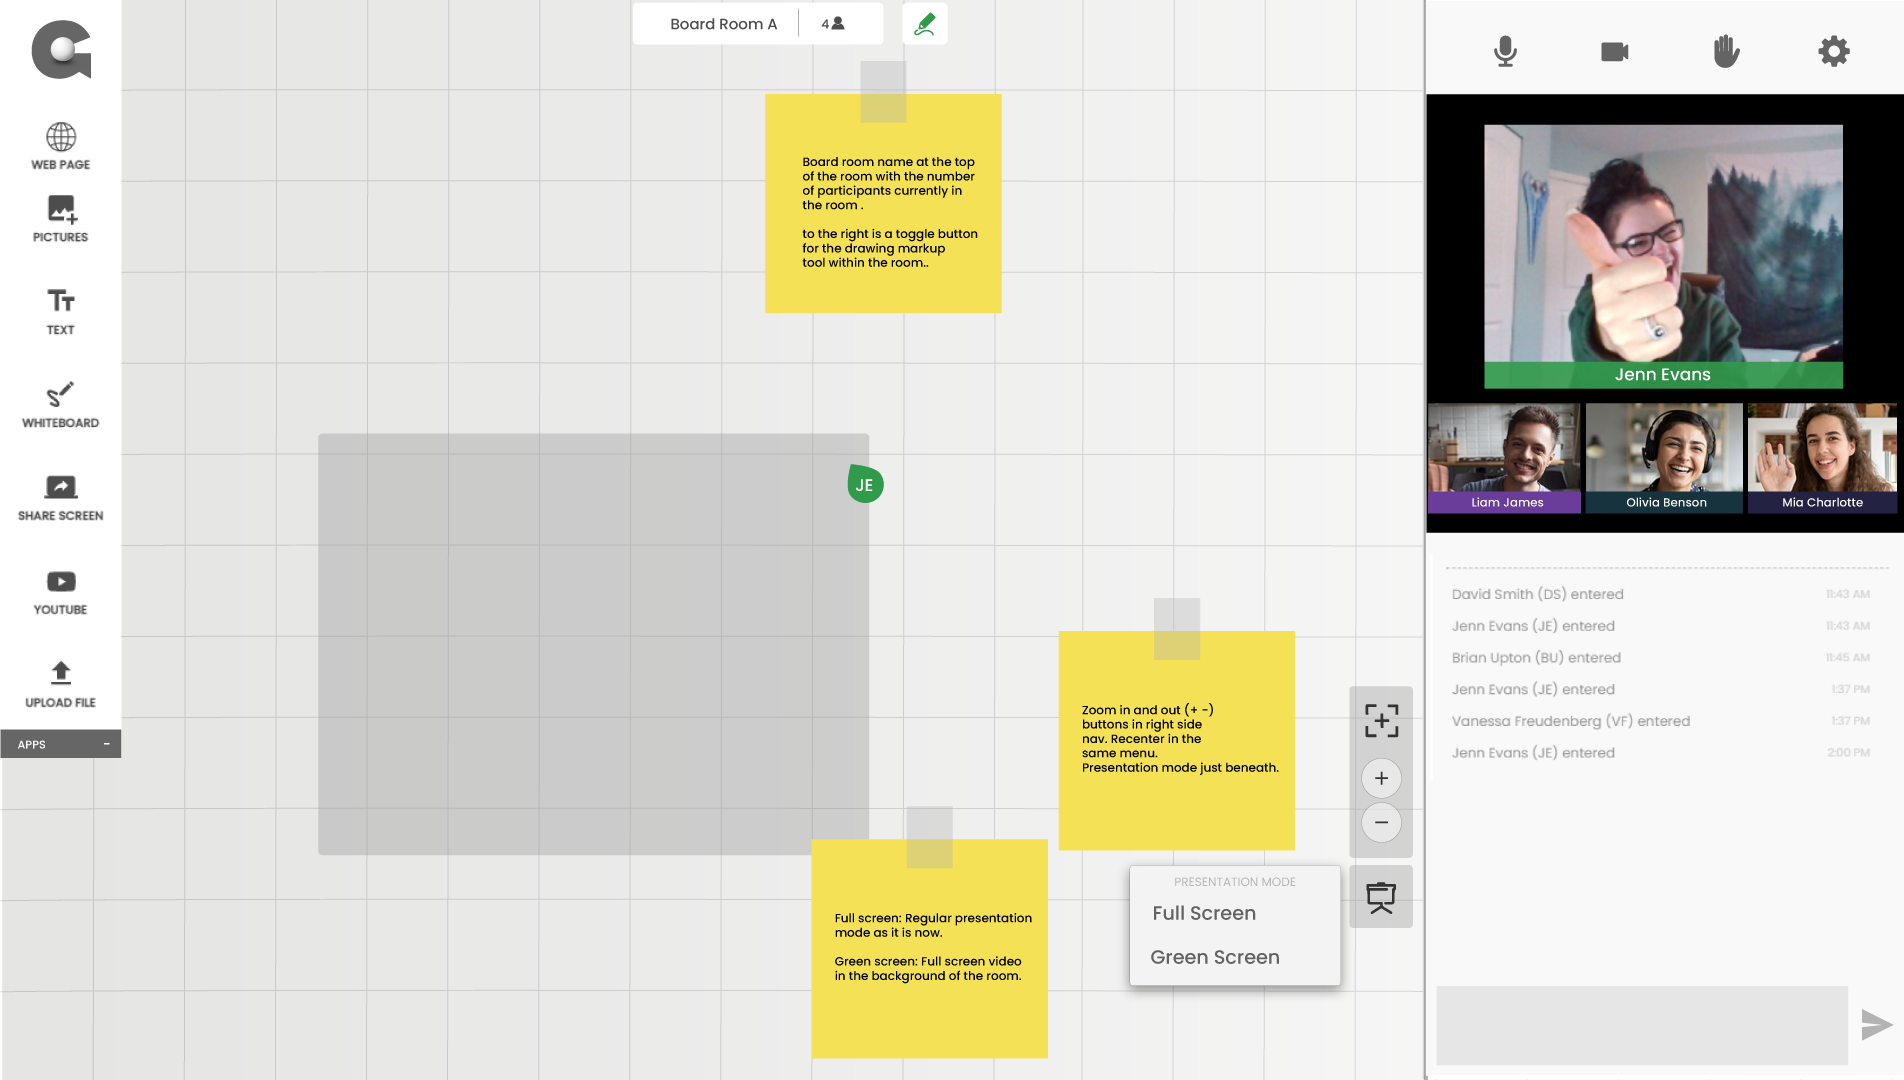 Board Room A
4
WEB PAGE
PICTURES
TEXT
WHITEBOARD
SHARE SCREEN
YOUTUBE
UPLOAD FILE
APPS -
Board room name at the top
of the room with the number
of participants currently in
the room .
to the right is a toggle button
for the drawing markup
tool within the room..
JE
Zoom in and out (+ -)
buttons in right side
nav. Recenter in the
same menu.
Presentation mode just beneath.
Full screen: Regular presentation
mode as it is now.
Green screen: Full screen video
in the background of the room.
PRESENTATION MODE
Full Screen
Green Screen
Jenn Evans
Liam James
Olivia Benson
Mia Charlotte
David Smith (DS) entered 11:43 AM
Jenn Evans (JE) entered 11:43 AM
Brian Upton (BU) entered 11:45 AM
Jenn Evans (JE) entered 1:37 PM
Vanessa Freudenberg (VF) entered 1:37 PM
Jenn Evans (JE) entered 2:00 PM